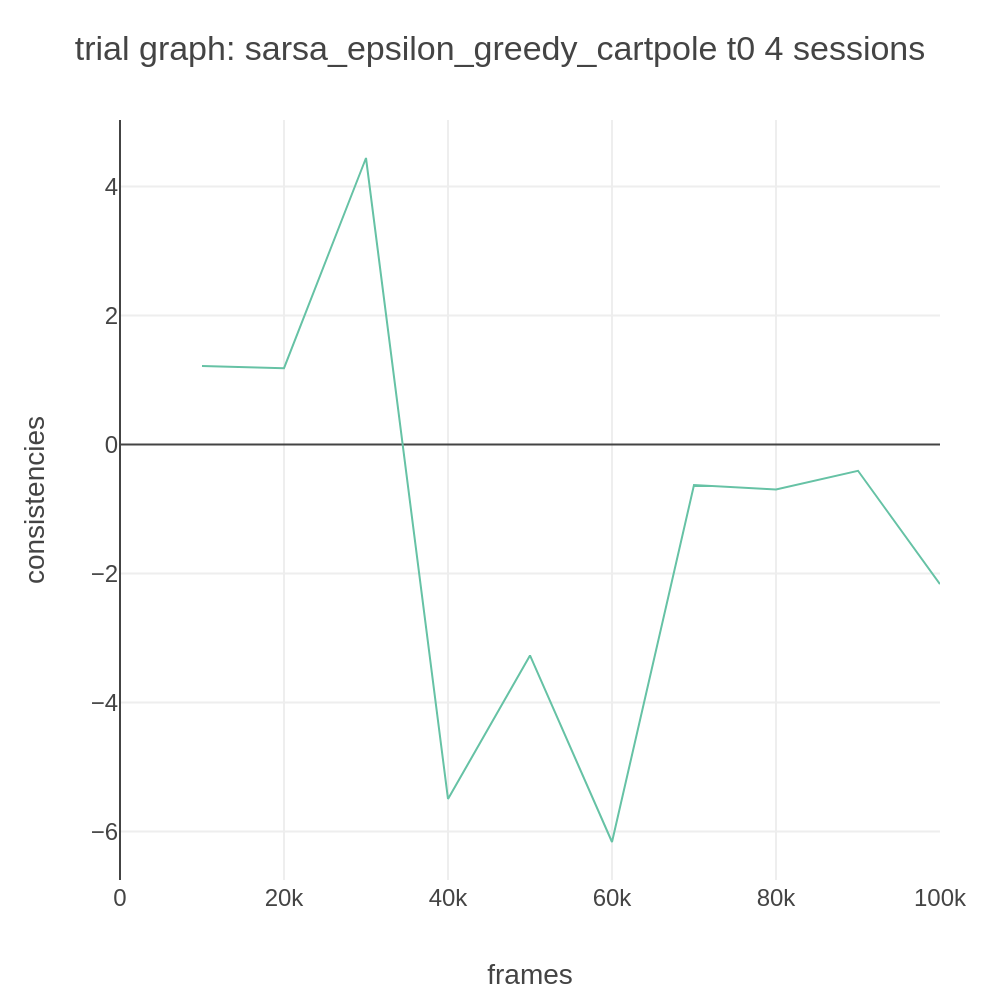 trial graph: sarsa_epsilon_greedy_cartpole t0 4 sessions
4
2
0
−2
−4
−6
consistencies
0 20k 40k 60k 80k 100k
frames